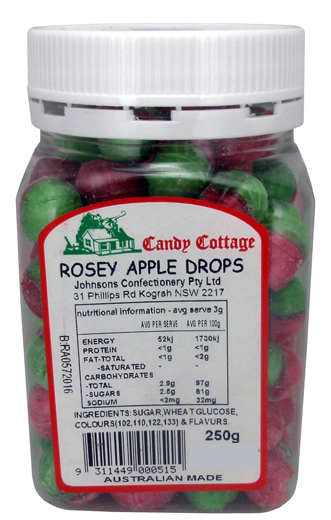 Candy Cottage
ROSEY APPLE DROPS
Johnsons Confectionery Pty Ltd
31 Phillips Rd Kograh NSW 2217
nutritional information - avg serve 3g
AVG PER SERVE AVG PER 100g
ENERGY 52kj 1730kj
PROTEIN <1g <1g
FAT-TOTAL <1g <2g
-SATURATED - -
CARBOHYDRATES
-TOTAL 2.9g 97g
-SUGARS 2.5g 81g
SODIUM <2mg 32mg
B:RA0572016
INGREDIENTS:SUGAR,WHEAT GLUCOSE,
COLOURS(102,110,122,133) & FLAVURS.
250g
9 311449 000515
AUSTRALIAN MADE